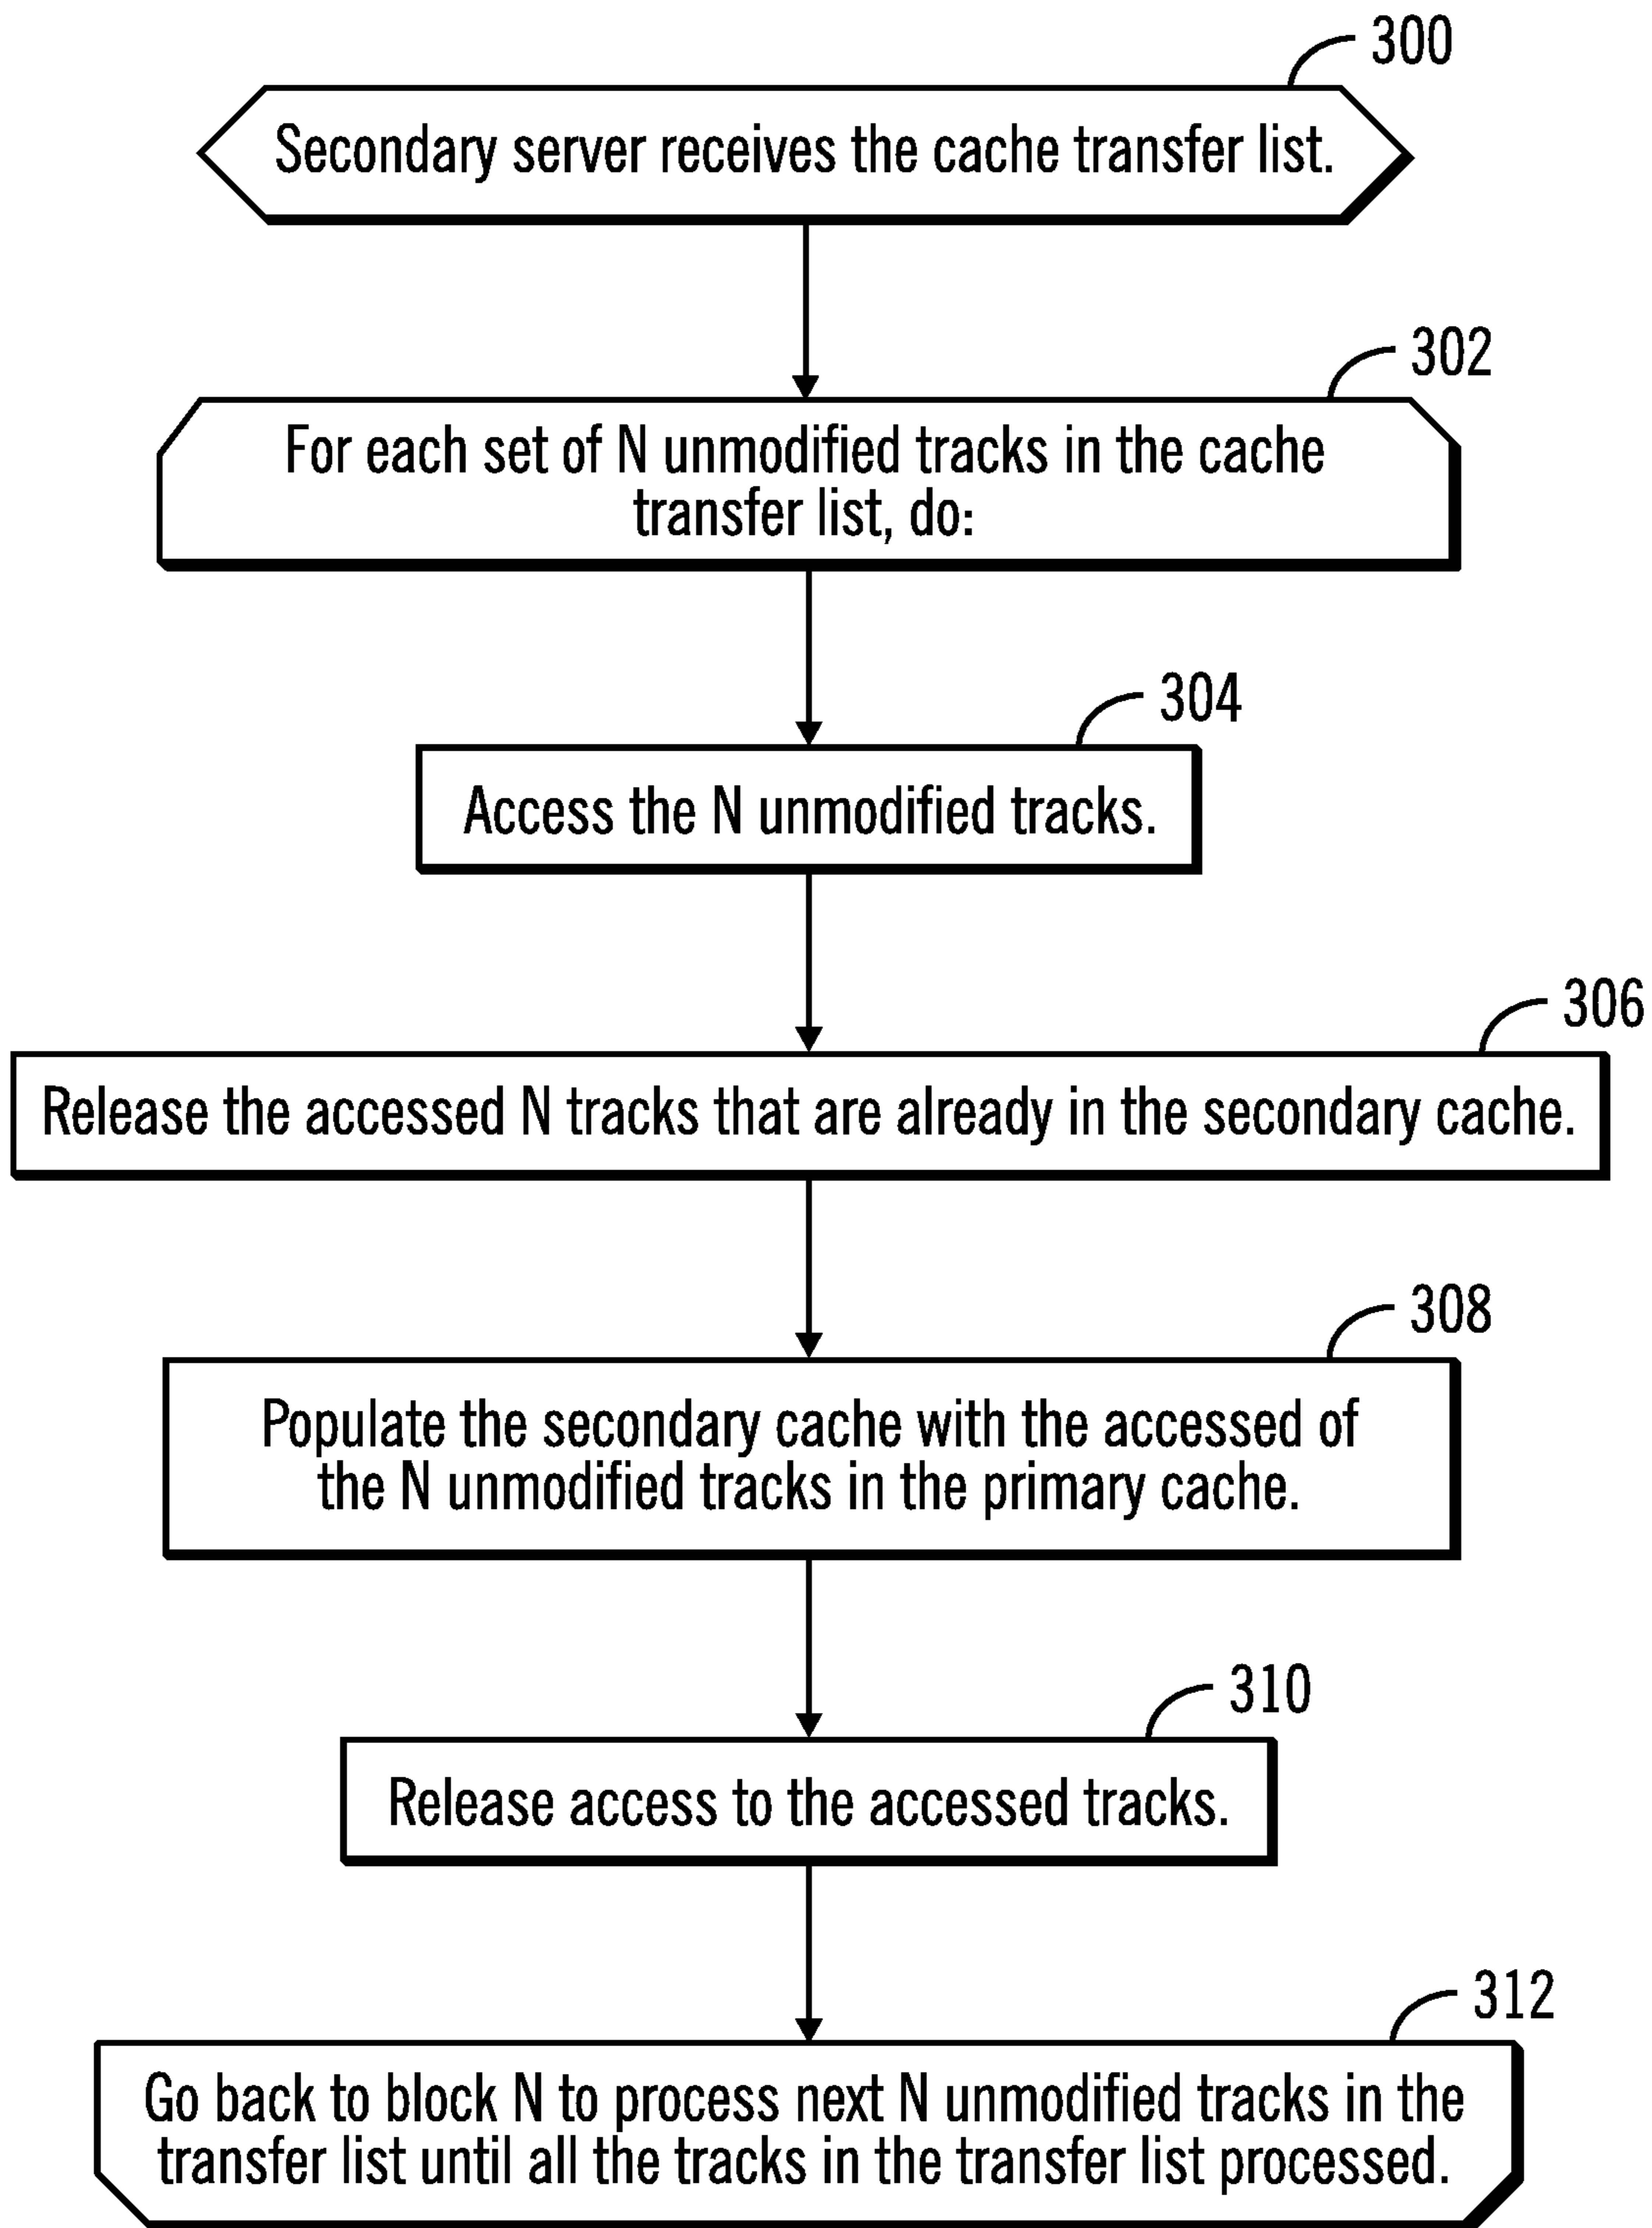 300
Secondary server receives the cache transfer list.
302
For each set of N unmodified tracks in the cache
transfer list, do:
304
Access the N unmodified tracks.
306
Release the accessed N tracks that are already in the secondary cache.
308
Populate the secondary cache with the accessed of
the N unmodified tracks in the primary cache.
310
Release access to the accessed tracks.
312
Go back to block N to process next N unmodified tracks in the
transfer list until all the tracks in the transfer list processed.